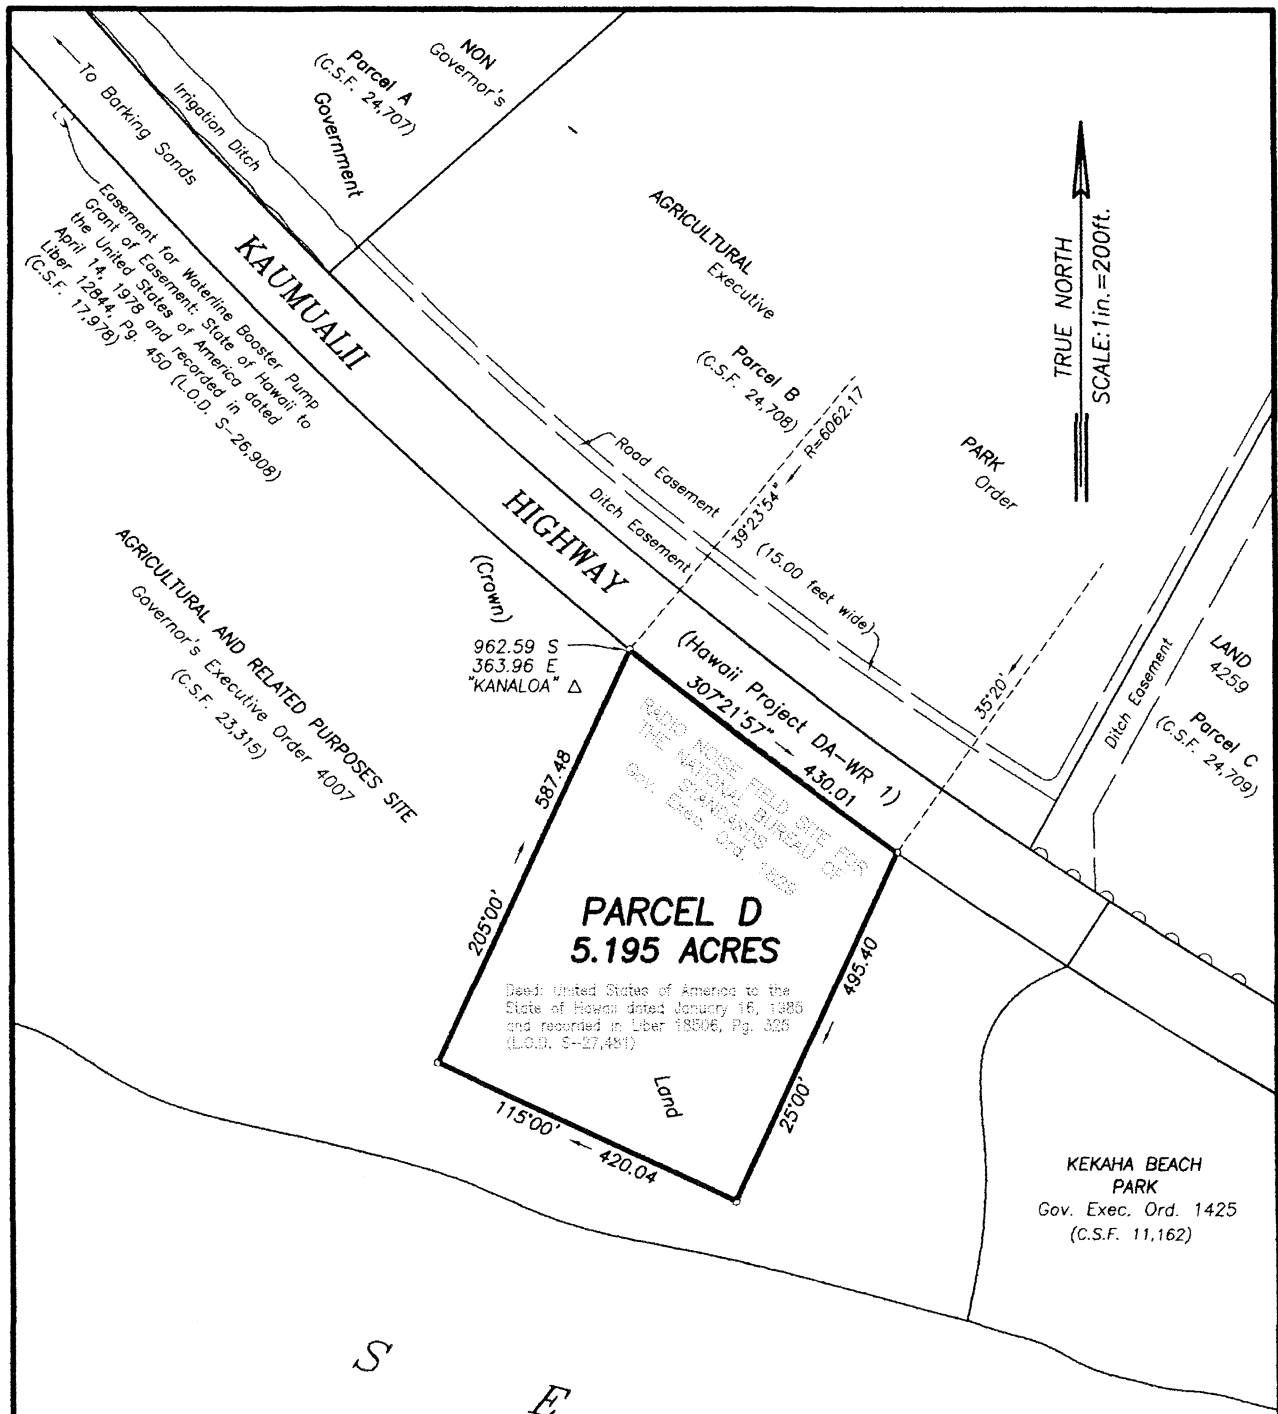 NON
Governor's
Parcel A
(C.S.F. 24,707)
Government
Irrigation Ditch
To Barking Sands
Easement for Waterline Booster Pump
Grant of Easement: State of Hawaii to
the United States of America dated
April 14, 1978 and recorded in
Liber 12844, Pg. 450 (L.O.D. S-26,908)
(C.S.F. 17,978)
KAUMUALII
HIGHWAY
AGRICULTURAL
Executive
Parcel B
(C.S.F. 24,708)
R=6062.17
39°23'54"
TRUE NORTH
SCALE: 1in.=200ft.
PARK
Order
Road Easement
Ditch Easement
(15.00 feet wide)
35°20'
Ditch Easement
LAND
4259
Parcel C
(C.S.F. 24,709)
AGRICULTURAL AND RELATED PURPOSES SITE
Governor's Executive Order 4007
(C.S.F. 23,315)
(Crown)
962.59 S
363.96 E
"KANALOA" Δ
(Hawaii Project DA-WR 1)
307°21'57"
430.01
RADIO NOISE FIELD SITE FOR
THE NATIONAL BUREAU OF
STANDARDS
Gov. Exec. Ord. 1828
587.48
205°00'
PARCEL D
5.195 ACRES
Deed: United States of America to the
State of Hawaii dated January 16, 1985
and recorded in Liber 18506, Pg. 325
(L.O.D. S-27,481)
495.40
25°00'
Land
115°00'
420.04
KEKAHA BEACH
PARK
Gov. Exec. Ord. 1425
(C.S.F. 11,162)
S
E